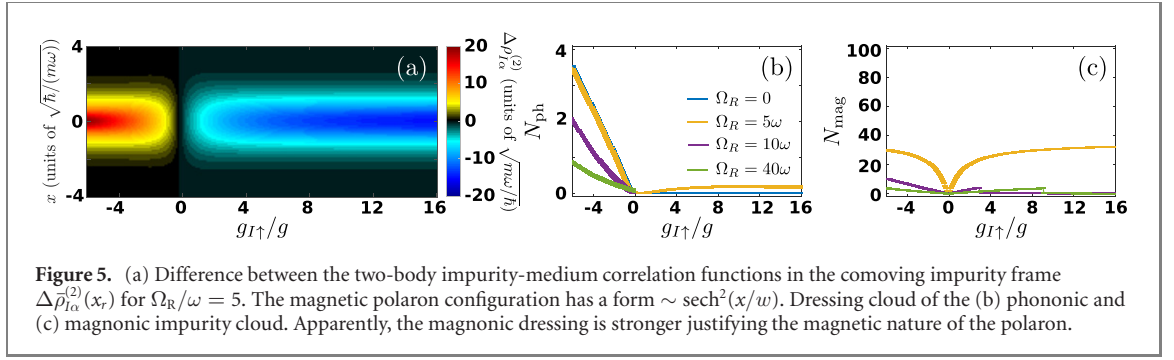 (a)
(b)
(c)
x (units of √ħ/(mω))
4
0
-4
-4 0 4 8 12 16
g_{I↑}/g
20
10
0
-10
-20
Δρ_{Iα}^{(2)} (units of √mω/ħ)
N_ph
4
2
0
Ω_R = 0
Ω_R = 5ω
Ω_R = 10ω
Ω_R = 40ω
-4 0 4 8 12 16
g_{I↑}/g
N_mag
100
80
60
40
20
0
-4 0 4 8 12 16
g_{I↑}/g
Figure 5. (a) Difference between the two-body impurity-medium correlation functions in the comoving impurity frame
Δρ̄_{Iα}^{(2)}(x_r) for Ω_R/ω = 5. The magnetic polaron configuration has a form ∼ sech²(x/w). Dressing cloud of the (b) phononic and
(c) magnonic impurity cloud. Apparently, the magnonic dressing is stronger justifying the magnetic nature of the polaron.